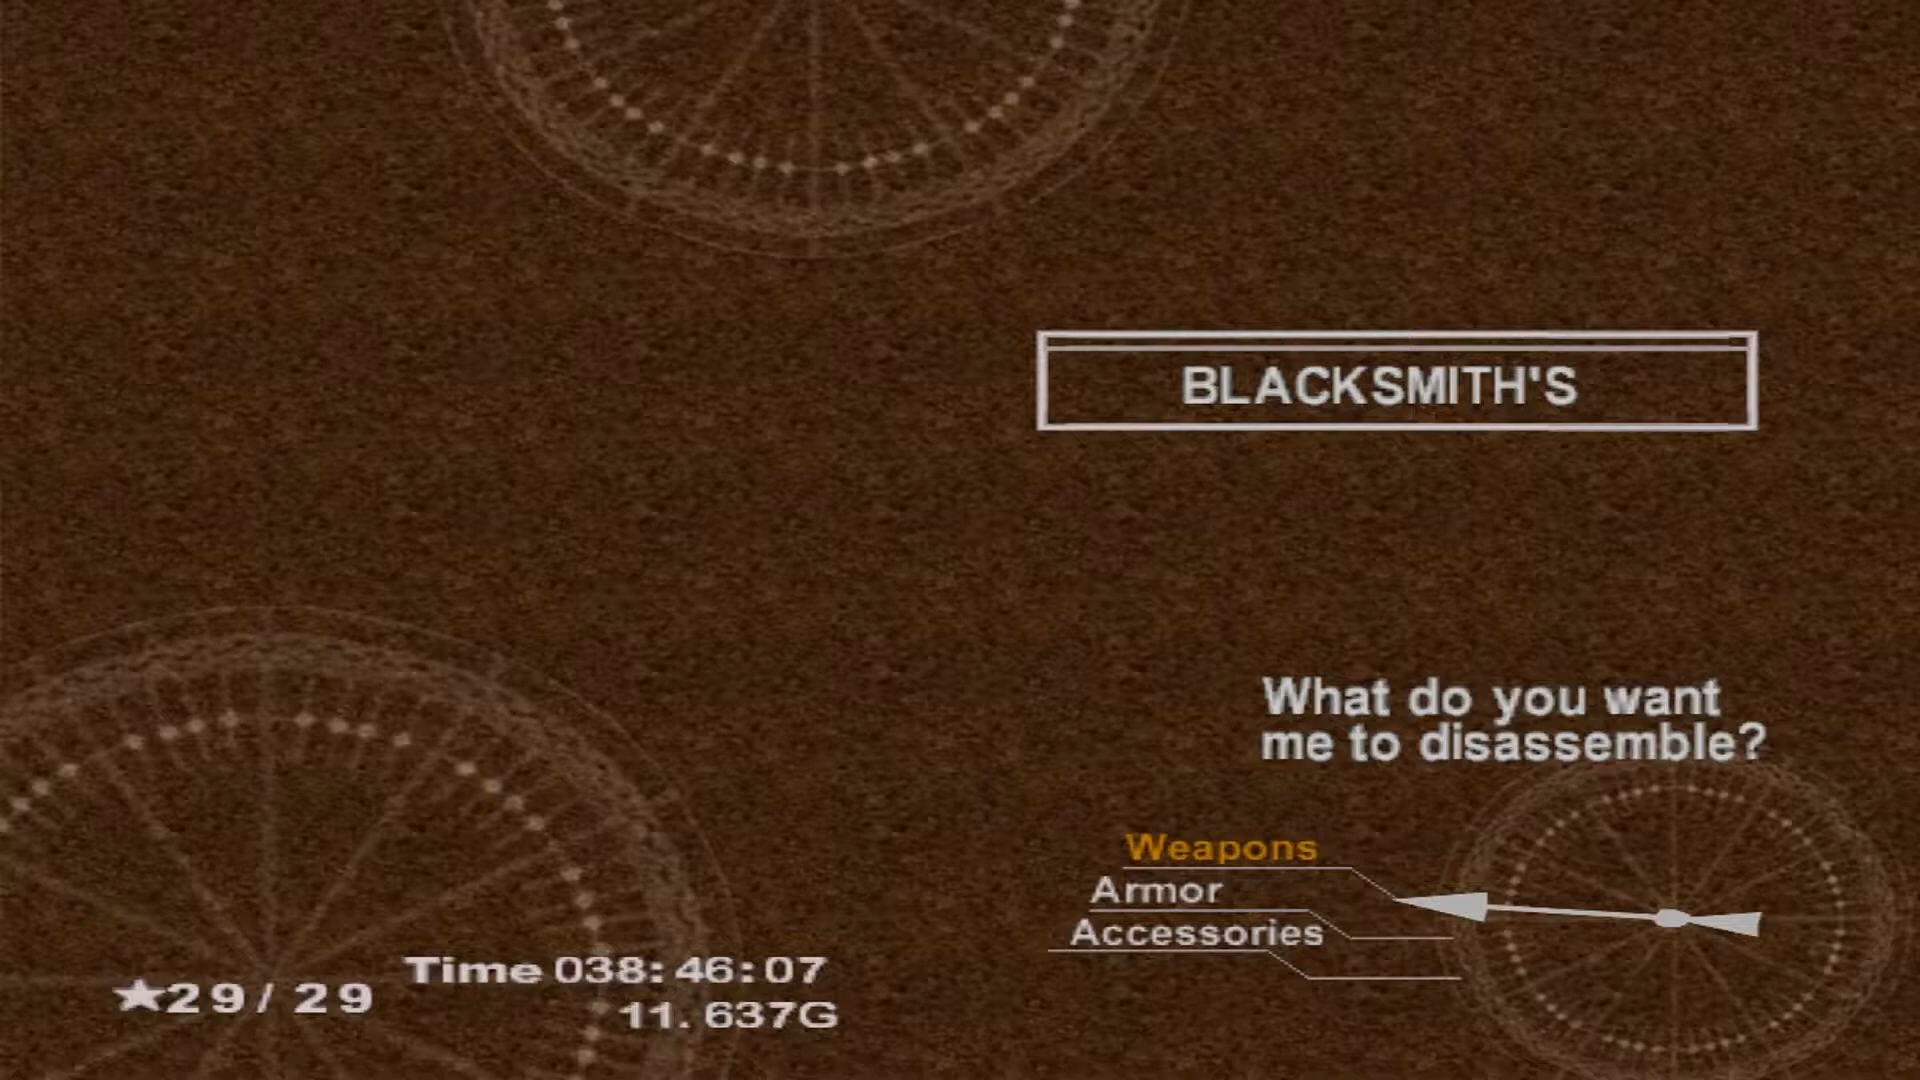 BLACKSMITH'S
What do you want
me to disassemble?
Weapons
Armor
Accessories
★29/ 29
Time 038:46:07
11.637G